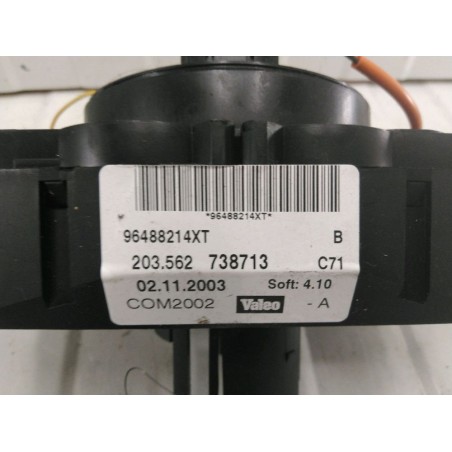 *96488214XT*
96488214XT B
203.562 738713 C71
02.11.2003 Soft: 4.10
COM2002 Valeo - A